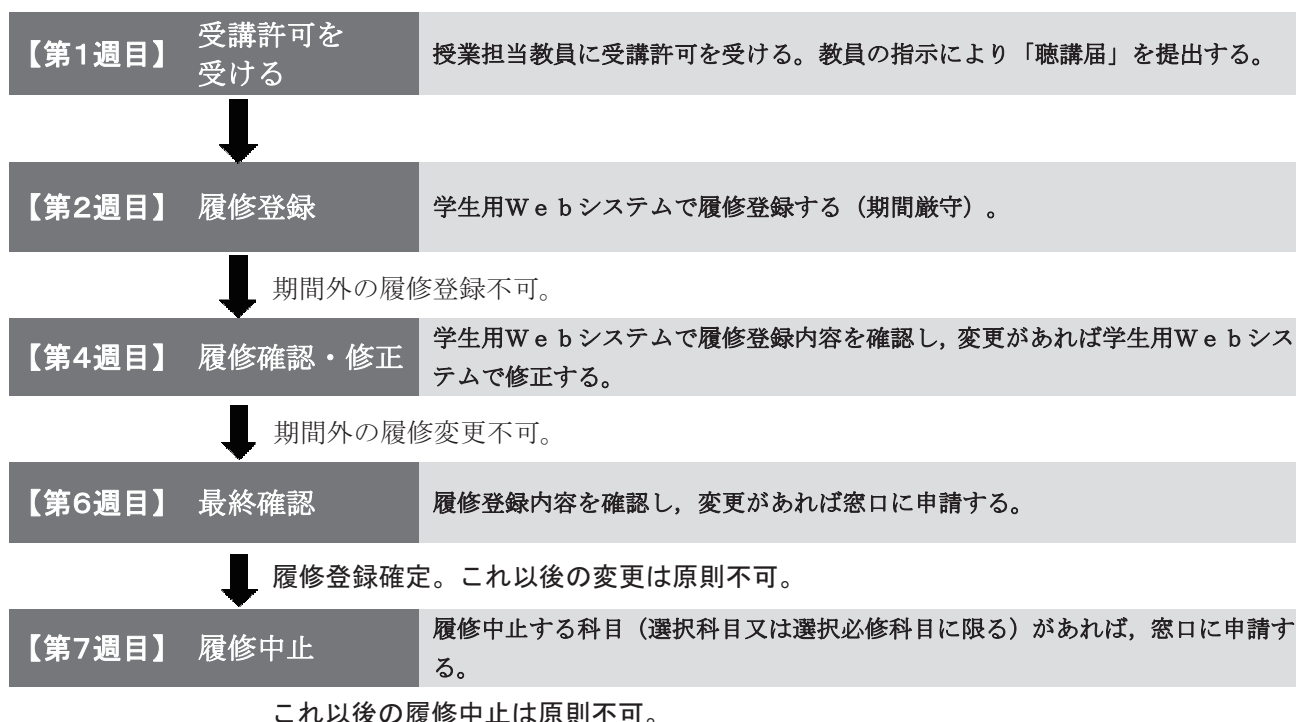 【第1週目】 受講許可を
受ける
授業担当教員に受講許可を受ける。教員の指示により「聴講届」を提出する。
【第2週目】 履修登録
学生用Ｗｅｂシステムで履修登録する（期間厳守）。
期間外の履修登録不可。
【第4週目】 履修確認・修正
学生用Ｗｅｂシステムで履修登録内容を確認し，変更があれば学生用Ｗｅｂシス
テムで修正する。
期間外の履修変更不可。
【第6週目】 最終確認
履修登録内容を確認し，変更があれば窓口に申請する。
履修登録確定。これ以後の変更は原則不可。
【第7週目】 履修中止
履修中止する科目（選択科目又は選択必修科目に限る）があれば，窓口に申請す
る。
これ以後の履修中止は原則不可。